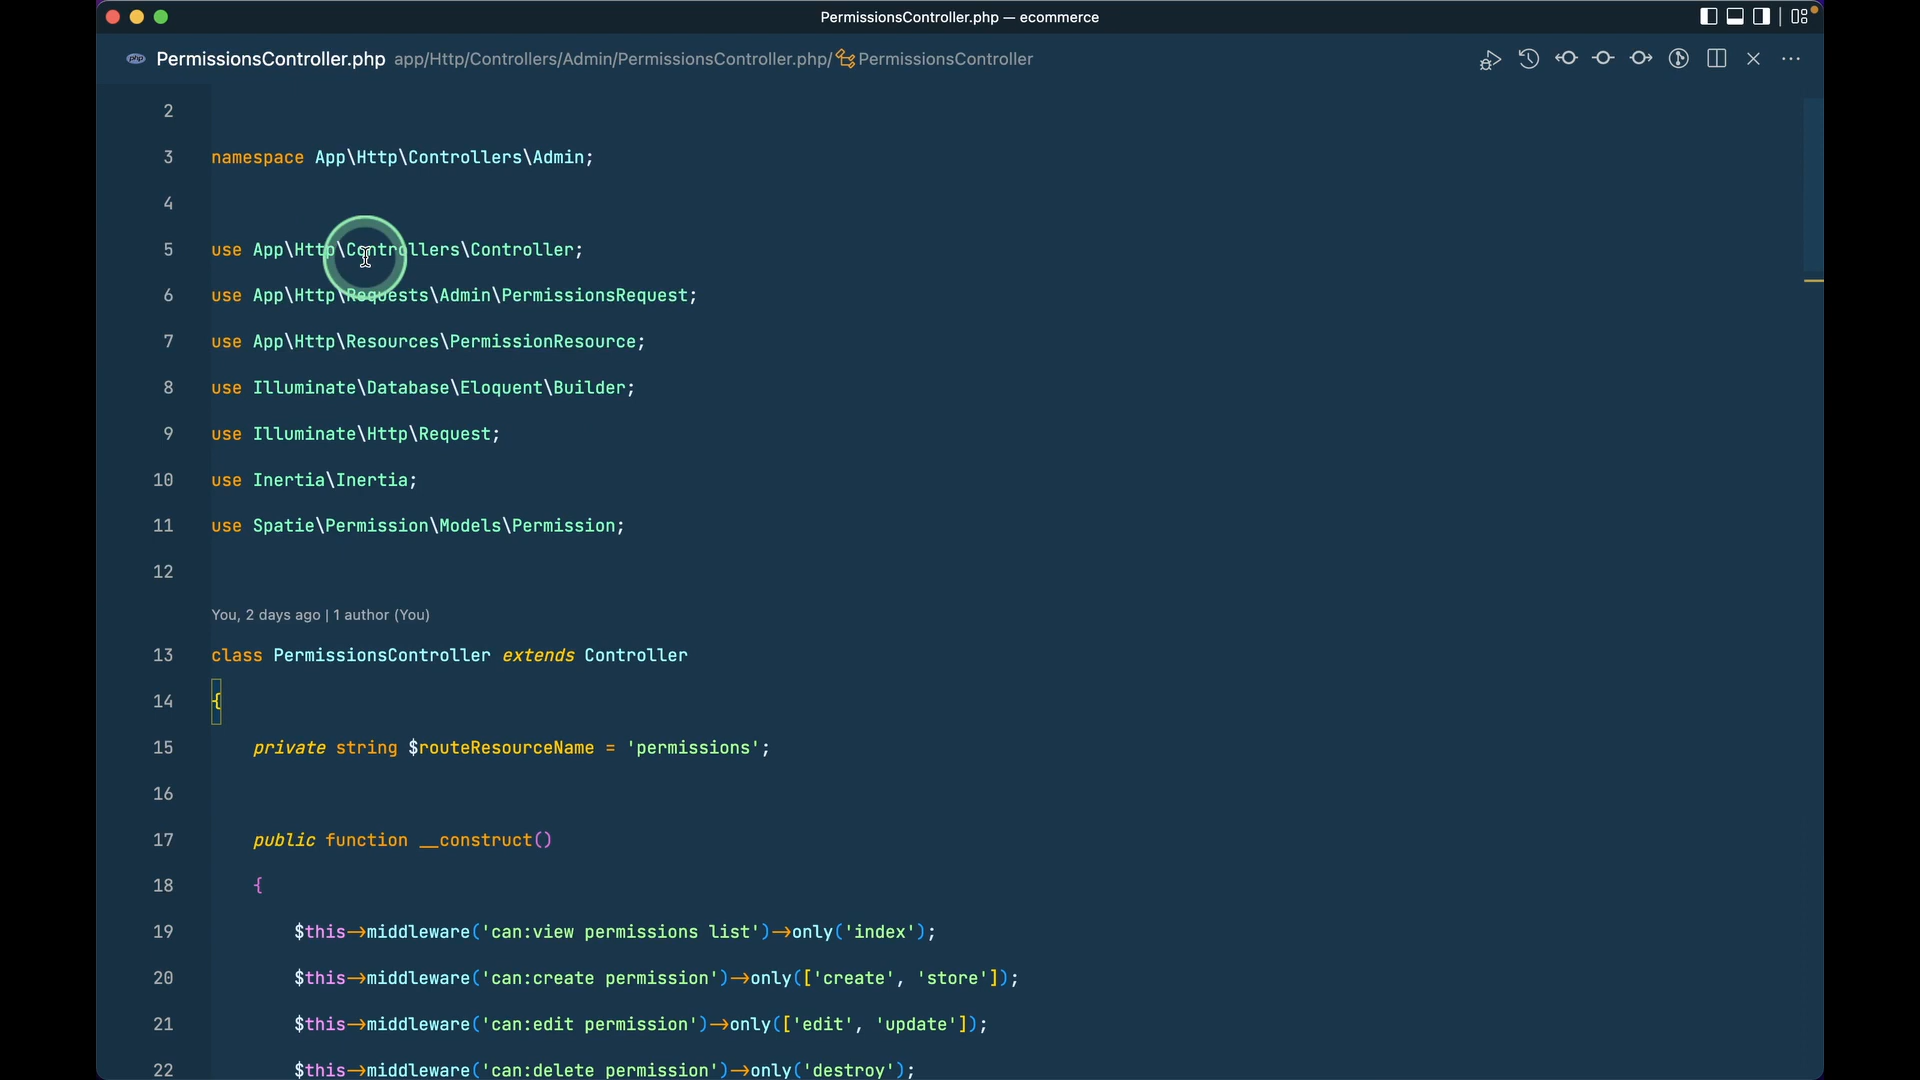 PermissionsController.php — ecommerce
PermissionsController.php app/Http/Controllers/Admin/PermissionsController.php/ PermissionsController
2
3 namespace App\Http\Controllers\Admin;
4
5 use App\Http\Controllers\Controller;
6 use App\Http\Requests\Admin\PermissionsRequest;
7 use App\Http\Resources\PermissionResource;
8 use Illuminate\Database\Eloquent\Builder;
9 use Illuminate\Http\Request;
10 use Inertia\Inertia;
11 use Spatie\Permission\Models\Permission;
12
You, 2 days ago | 1 author (You)
13 class PermissionsController extends Controller
14 {
15 private string $routeResourceName = 'permissions';
16
17 public function __construct()
18 {
19 $this->middleware('can:view permissions list')->only('index');
20 $this->middleware('can:create permission')->only(['create', 'store']);
21 $this->middleware('can:edit permission')->only(['edit', 'update']);
22 $this->middleware('can:delete permission')->only('destroy');